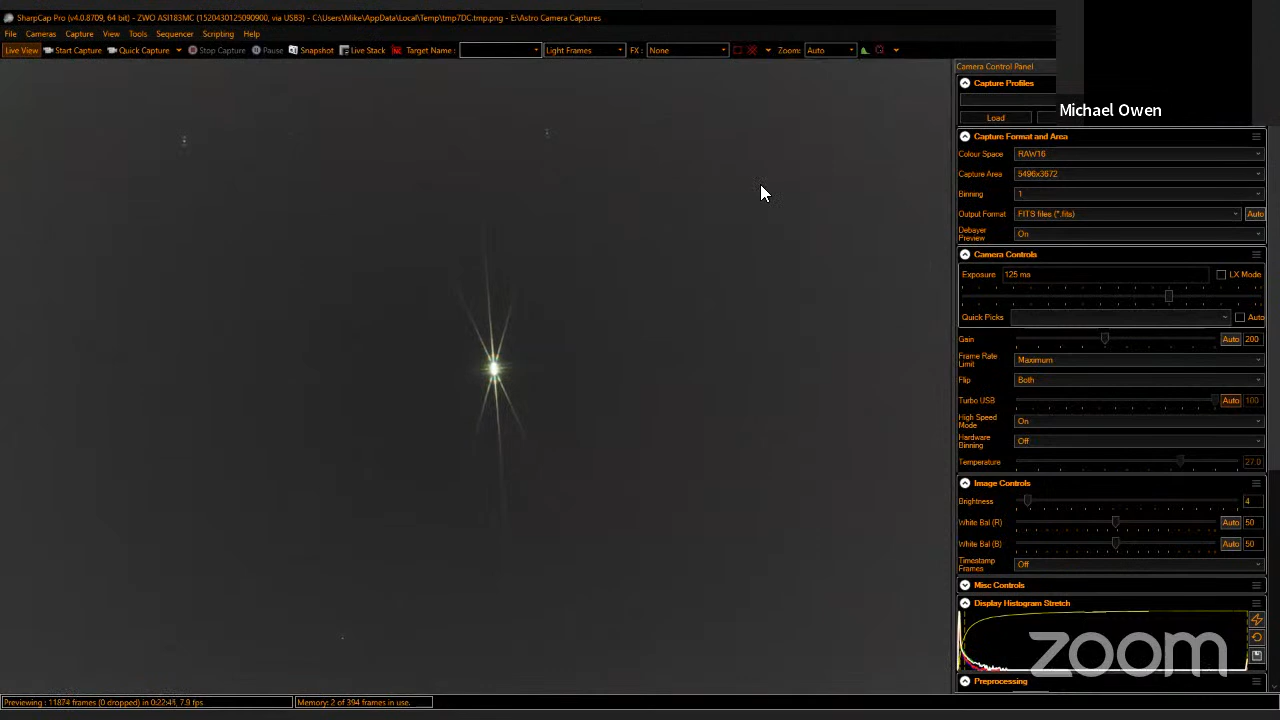 SharpCap Pro (v4.0.8709, 64 bit) - ZWO ASI183MC (1520430125090900, via USB3) - C:\Users\Mike\AppData\Local\Temp\tmp7DC.tmp.png - E:\Astro Camera Captures
File Cameras Capture View Tools Sequencer Scripting Help
Live View Start Capture Quick Capture Stop Capture Pause Snapshot Live Stack Target Name : Light Frames FX : None Zoom: Auto
Camera Control Panel
Capture Profiles
Michael Owen
Load
Capture Format and Area
Colour Space RAW16
Capture Area 5496x3672
Binning 1
Output Format FITS files (*.fits) Auto
Debayer Preview On
Camera Controls
Exposure 125 ms LX Mode
Quick Picks Auto
Gain Auto 200
Frame Rate Limit Maximum
Flip Both
Turbo USB Auto 100
High Speed Mode On
Hardware Binning Off
Temperature 27.0
Image Controls
Brightness 4
White Bal (R) Auto 50
White Bal (B) Auto 50
Timestamp Frames Off
Misc Controls
Display Histogram Stretch
zoom
Preprocessing
Previewing : 11874 frames (0 dropped) in 0:22:41, 7.9 fps Memory: 2 of 394 frames in use.